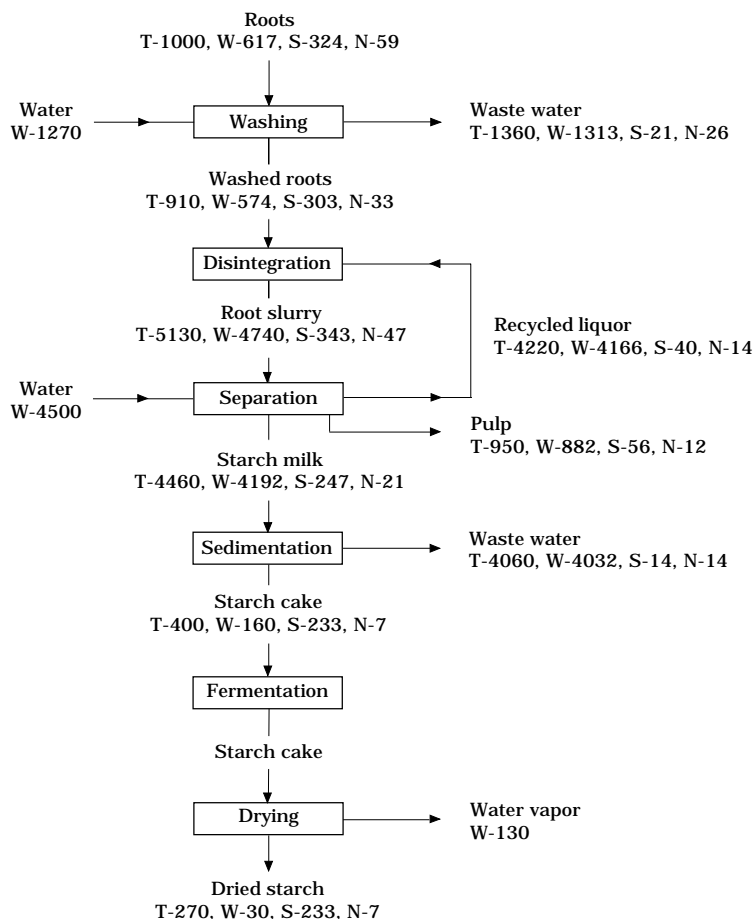 Roots
T-1000, W-617, S-324, N-59
Water
W-1270
Washing
Waste water
T-1360, W-1313, S-21, N-26
Washed roots
T-910, W-574, S-303, N-33
Disintegration
Root slurry
T-5130, W-4740, S-343, N-47
Recycled liquor
T-4220, W-4166, S-40, N-14
Water
W-4500
Separation
Pulp
T-950, W-882, S-56, N-12
Starch milk
T-4460, W-4192, S-247, N-21
Sedimentation
Waste water
T-4060, W-4032, S-14, N-14
Starch cake
T-400, W-160, S-233, N-7
Fermentation
Starch cake
Drying
Water vapor
W-130
Dried starch
T-270, W-30, S-233, N-7